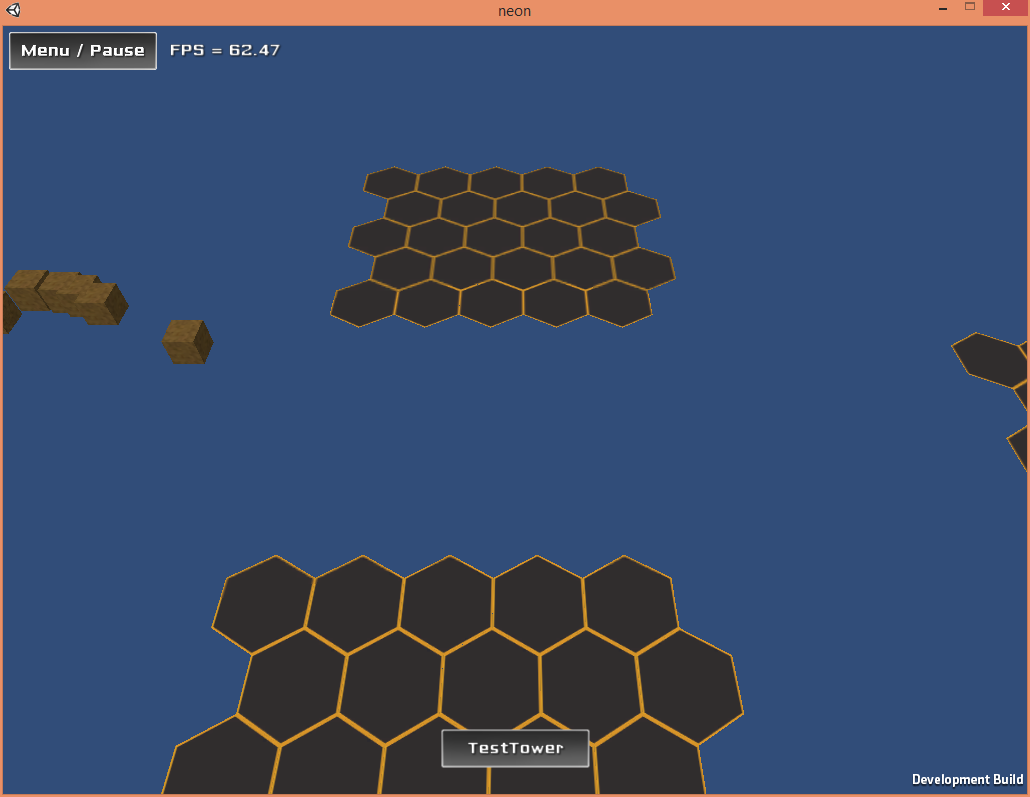 neon
Menu / Pause
FPS = 62.47
TestTower
Development Build